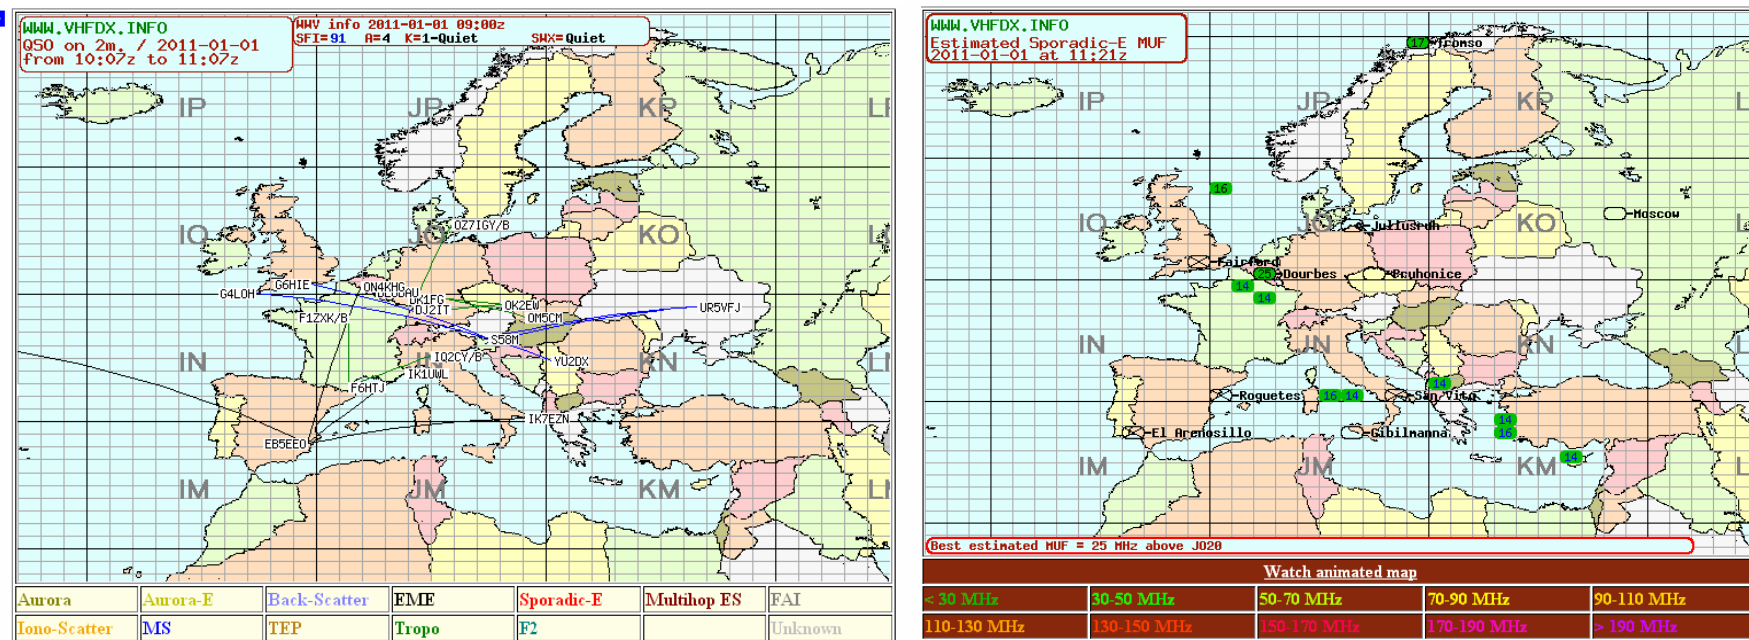 WWW.VHFDX.INFO
QSO on 2m. / 2011-01-01
from 10:07z to 11:07z
WWV info 2011-01-01 09:00z
SFI=91 A=4 K=1-Quiet SWX=Quiet
IP
JP
KP
LP
OZ7IGY/B
IO
JO
KO
G6HIE
ON4KHG
G4LOH
DK1FG
DJ2IT
OK2EW
OM5CM
UR5VFJ
F1ZXK/B
S58M
IN
JN
KN
IQ2CY/B
YU2DX
IK1UWL
F6HTJ
IK7EZN
EB5EEO
IM
JM
KM
Aurora
Aurora-E
Back-Scatter
EME
Sporadic-E
Multihop ES
FAI
Iono-Scatter
MS
TEP
Tropo
F2
Unknown
WWW.VHFDX.INFO
Estimated Sporadic-E MUF
2011-01-01 at 11:21z
17
Tromso
IP
JP
KP
16
Moscow
IO
JO
Juliusruh
KO
Fairford
25
Dourbes
Pruhonice
14
14
IN
JN
KN
14
Roquetes
16
14
San Vito
14
El Arenosillo
Gibilmanna
16
14
IM
JM
KM
Best estimated MUF = 25 MHz above JO20
Watch animated map
< 30 MHz
30-50 MHz
50-70 MHz
70-90 MHz
90-110 MHz
110-130 MHz
130-150 MHz
150-170 MHz
170-190 MHz
> 190 MHz